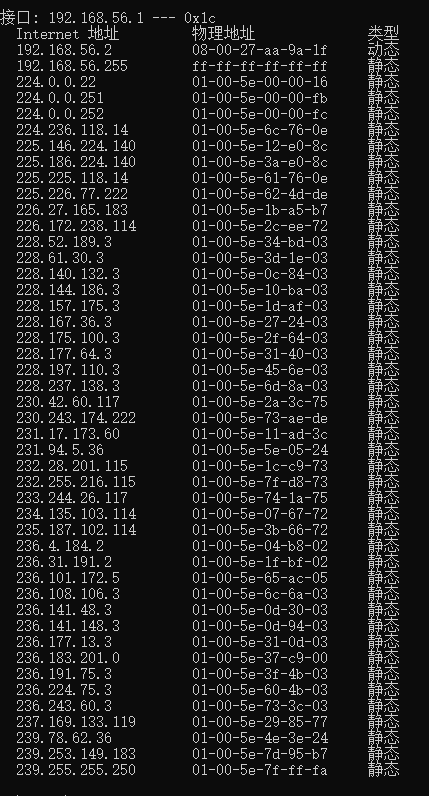 接口: 192.168.56.1 --- 0x1c
Internet 地址 物理地址 类型
192.168.56.2 08-00-27-aa-9a-1f 动态
192.168.56.255 ff-ff-ff-ff-ff-ff 静态
224.0.0.22 01-00-5e-00-00-16 静态
224.0.0.251 01-00-5e-00-00-fb 静态
224.0.0.252 01-00-5e-00-00-fc 静态
224.236.118.14 01-00-5e-6c-76-0e 静态
225.146.224.140 01-00-5e-12-e0-8c 静态
225.186.224.140 01-00-5e-3a-e0-8c 静态
225.225.118.14 01-00-5e-61-76-0e 静态
225.226.77.222 01-00-5e-62-4d-de 静态
226.27.165.183 01-00-5e-1b-a5-b7 静态
226.172.238.114 01-00-5e-2c-ee-72 静态
228.52.189.3 01-00-5e-34-bd-03 静态
228.61.30.3 01-00-5e-3d-1e-03 静态
228.140.132.3 01-00-5e-0c-84-03 静态
228.144.186.3 01-00-5e-10-ba-03 静态
228.157.175.3 01-00-5e-1d-af-03 静态
228.167.36.3 01-00-5e-27-24-03 静态
228.175.100.3 01-00-5e-2f-64-03 静态
228.177.64.3 01-00-5e-31-40-03 静态
228.197.110.3 01-00-5e-45-6e-03 静态
228.237.138.3 01-00-5e-6d-8a-03 静态
230.42.60.117 01-00-5e-2a-3c-75 静态
230.243.174.222 01-00-5e-73-ae-de 静态
231.17.173.60 01-00-5e-11-ad-3c 静态
231.94.5.36 01-00-5e-5e-05-24 静态
232.28.201.115 01-00-5e-1c-c9-73 静态
232.255.216.115 01-00-5e-7f-d8-73 静态
233.244.26.117 01-00-5e-74-1a-75 静态
234.135.103.114 01-00-5e-07-67-72 静态
235.187.102.114 01-00-5e-3b-66-72 静态
236.4.184.2 01-00-5e-04-b8-02 静态
236.31.191.2 01-00-5e-1f-bf-02 静态
236.101.172.5 01-00-5e-65-ac-05 静态
236.108.106.3 01-00-5e-6c-6a-03 静态
236.141.48.3 01-00-5e-0d-30-03 静态
236.141.148.3 01-00-5e-0d-94-03 静态
236.177.13.3 01-00-5e-31-0d-03 静态
236.183.201.0 01-00-5e-37-c9-00 静态
236.191.75.3 01-00-5e-3f-4b-03 静态
236.224.75.3 01-00-5e-60-4b-03 静态
236.243.60.3 01-00-5e-73-3c-03 静态
237.169.133.119 01-00-5e-29-85-77 静态
239.78.62.36 01-00-5e-4e-3e-24 静态
239.253.149.183 01-00-5e-7d-95-b7 静态
239.255.255.250 01-00-5e-7f-ff-fa 静态